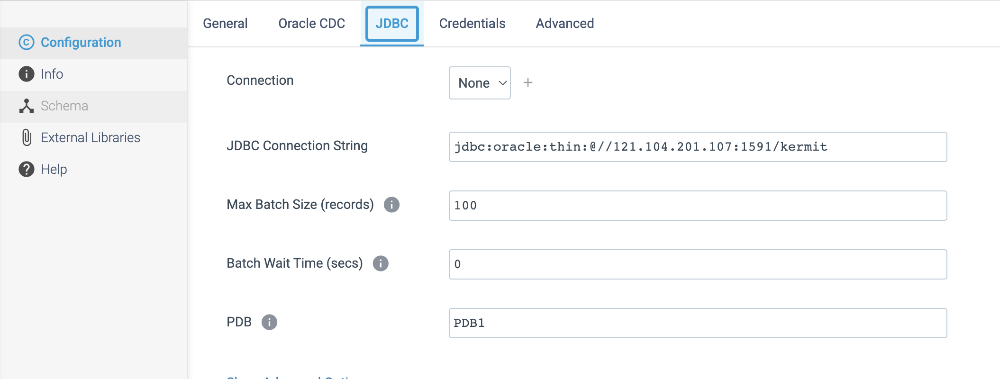 General Oracle CDC JDBC Credentials Advanced
Configuration
Info
Schema
External Libraries
Help
Connection None +
JDBC Connection String jdbc:oracle:thin:@//121.104.201.107:1591/kermit
Max Batch Size (records) 100
Batch Wait Time (secs) 0
PDB PDB1